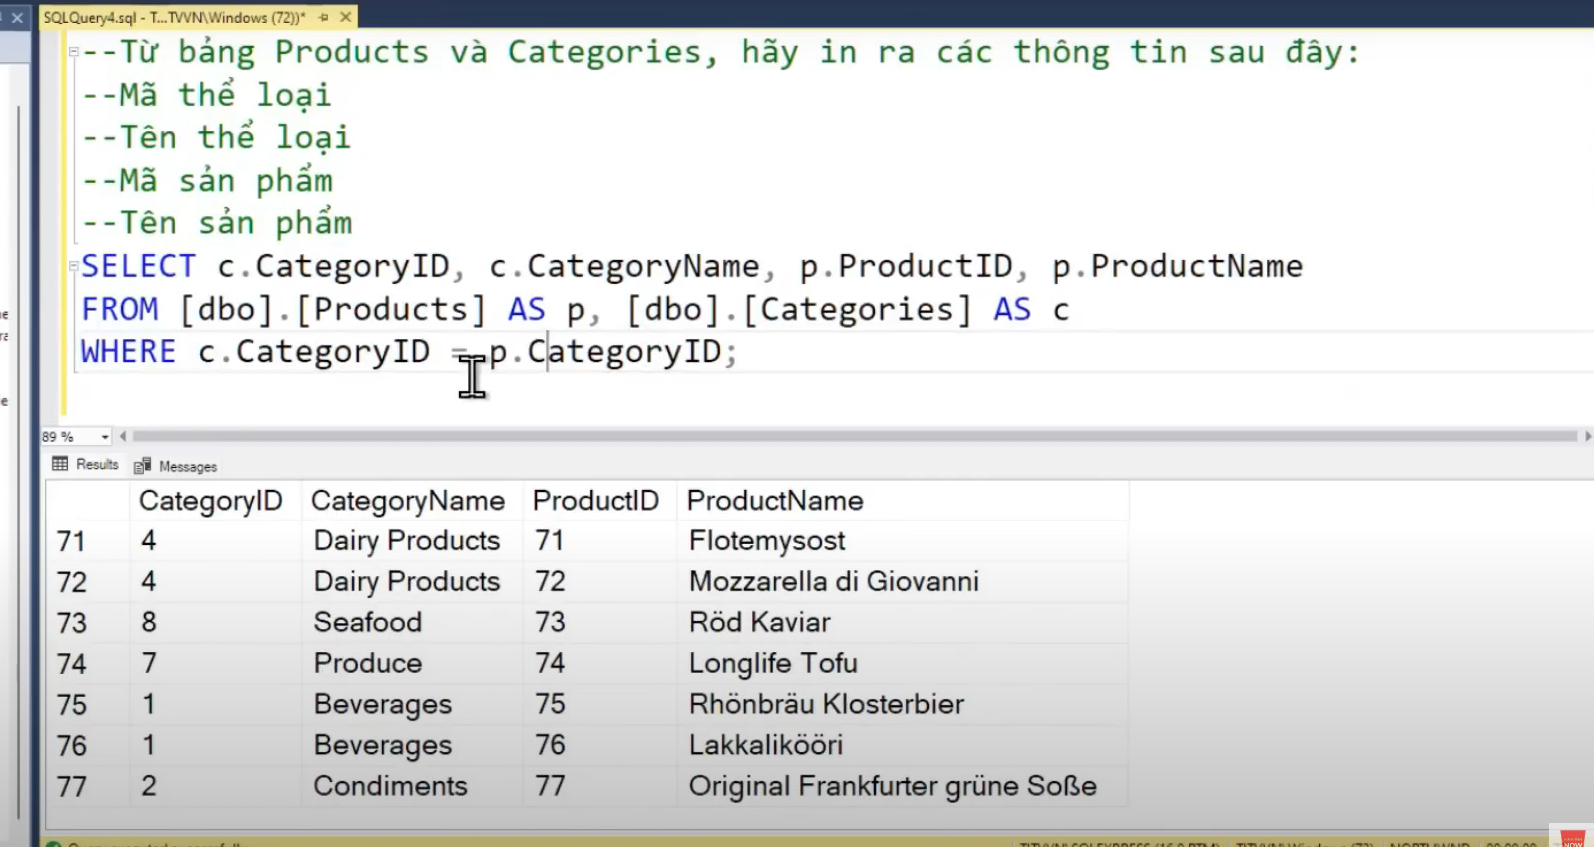 SQLQuery4.sql - T...TVVN\Windows (72))*
--Từ bảng Products và Categories, hãy in ra các thông tin sau đây:
--Mã thể loại
--Tên thể loại
--Mã sản phẩm
--Tên sản phẩm
SELECT c.CategoryID, c.CategoryName, p.ProductID, p.ProductName
FROM [dbo].[Products] AS p, [dbo].[Categories] AS c
WHERE c.CategoryID = p.CategoryID;
89 %
Results Messages
CategoryID CategoryName ProductID ProductName
71 4 Dairy Products 71 Flotemysost
72 4 Dairy Products 72 Mozzarella di Giovanni
73 8 Seafood 73 Röd Kaviar
74 7 Produce 74 Longlife Tofu
75 1 Beverages 75 Rhönbräu Klosterbier
76 1 Beverages 76 Lakkalikööri
77 2 Condiments 77 Original Frankfurter grüne Soße
NOW